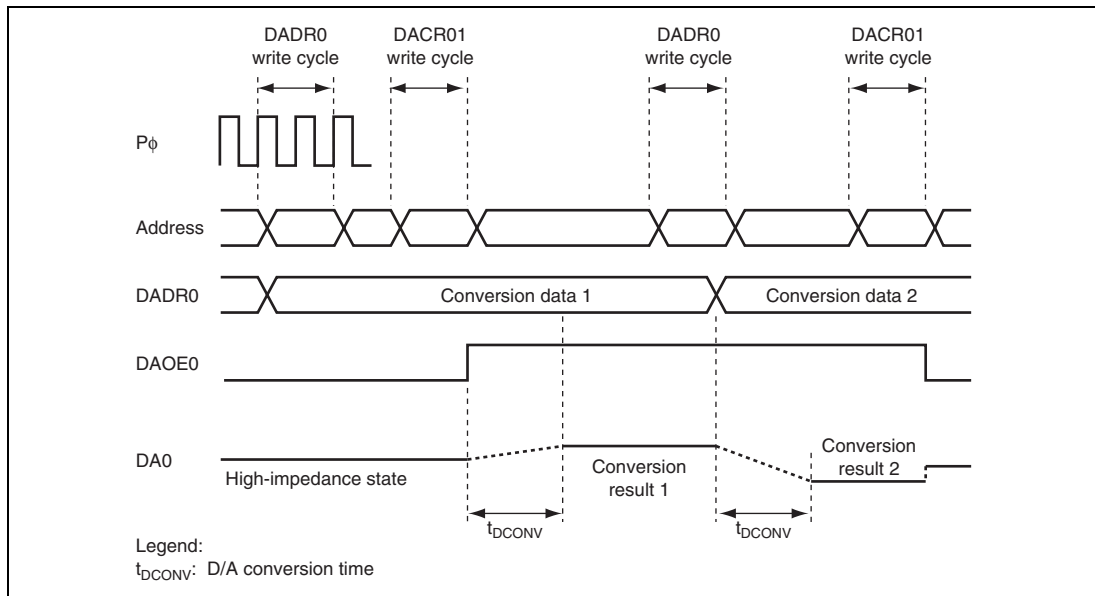 DADR0
write cycle
DACR01
write cycle
DADR0
write cycle
DACR01
write cycle
Pϕ
Address
DADR0
Conversion data 1
Conversion data 2
DAOE0
DA0
High-impedance state
Conversion
result 1
Conversion
result 2
tDCONV
tDCONV
Legend:
tDCONV: D/A conversion time